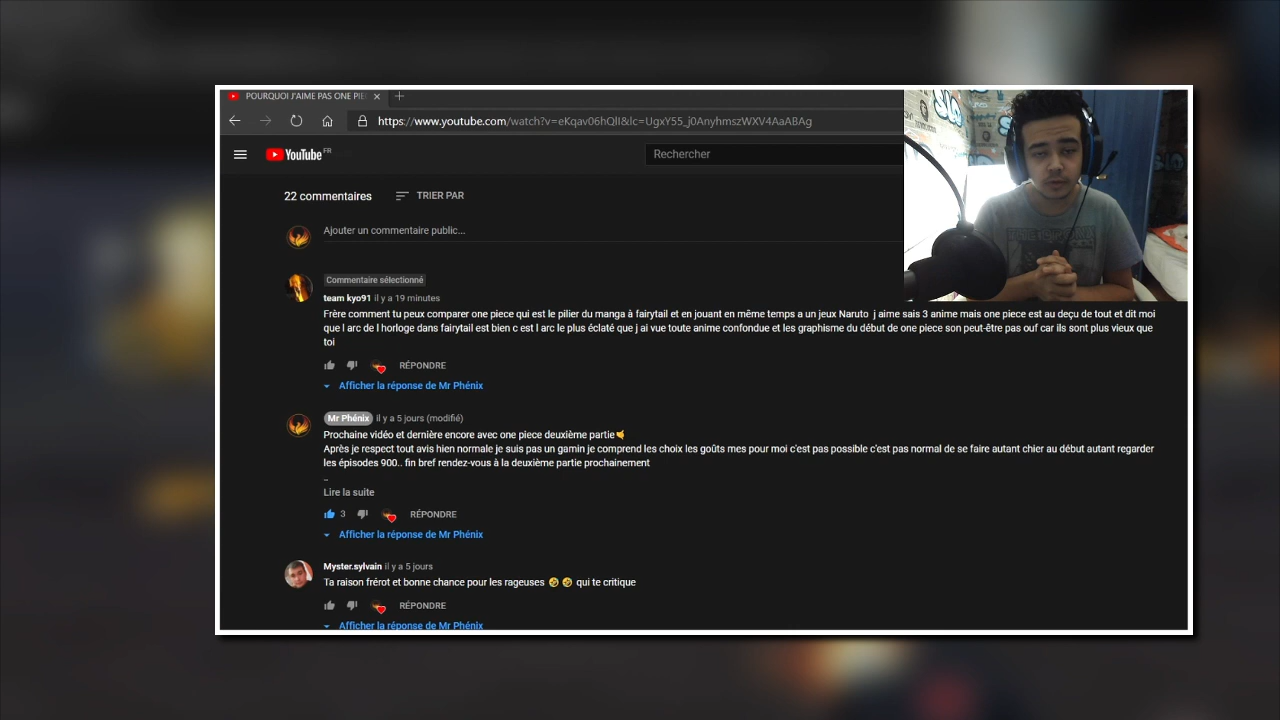 POURQUOI J'AIME PAS ONE PIE
https://www.youtube.com/watch?v=eKqav06hQlI&lc=UgxY55_j0AnyhmszWXV4AaABAg
YouTube FR
Rechercher
22 commentaires TRIER PAR
Ajouter un commentaire public...
Commentaire sélectionné
team kyo91 il y a 19 minutes
Frère comment tu peux comparer one piece qui est le pilier du manga à fairytail et en jouant en même temps a un jeux Naruto j aime sais 3 anime mais one piece est au deçu de tout et dit moi
que l arc de l horloge dans fairytail est bien c est l arc le plus éclaté que j ai vue toute anime confondue et les graphisme du début de one piece son peut-être pas ouf car ils sont plus vieux que
toi
RÉPONDRE
Afficher la réponse de Mr Phénix
Mr Phénix il y a 5 jours (modifié)
Prochaine vidéo et dernière encore avec one piece deuxième partie🤙
Après je respect tout avis hien normale je suis pas un gamin je comprend les choix les goûts mes pour moi c'est pas possible c'est pas normal de se faire autant chier au début autant regarder
les épisodes 900.. fin bref rendez-vous à la deuxième partie prochainement
_
Lire la suite
3 RÉPONDRE
Afficher la réponse de Mr Phénix
Myster.sylvain il y a 5 jours
Ta raison frérot et bonne chance pour les rageuses 🤣 🤣 qui te critique
RÉPONDRE
Afficher la réponse de Mr Phénix